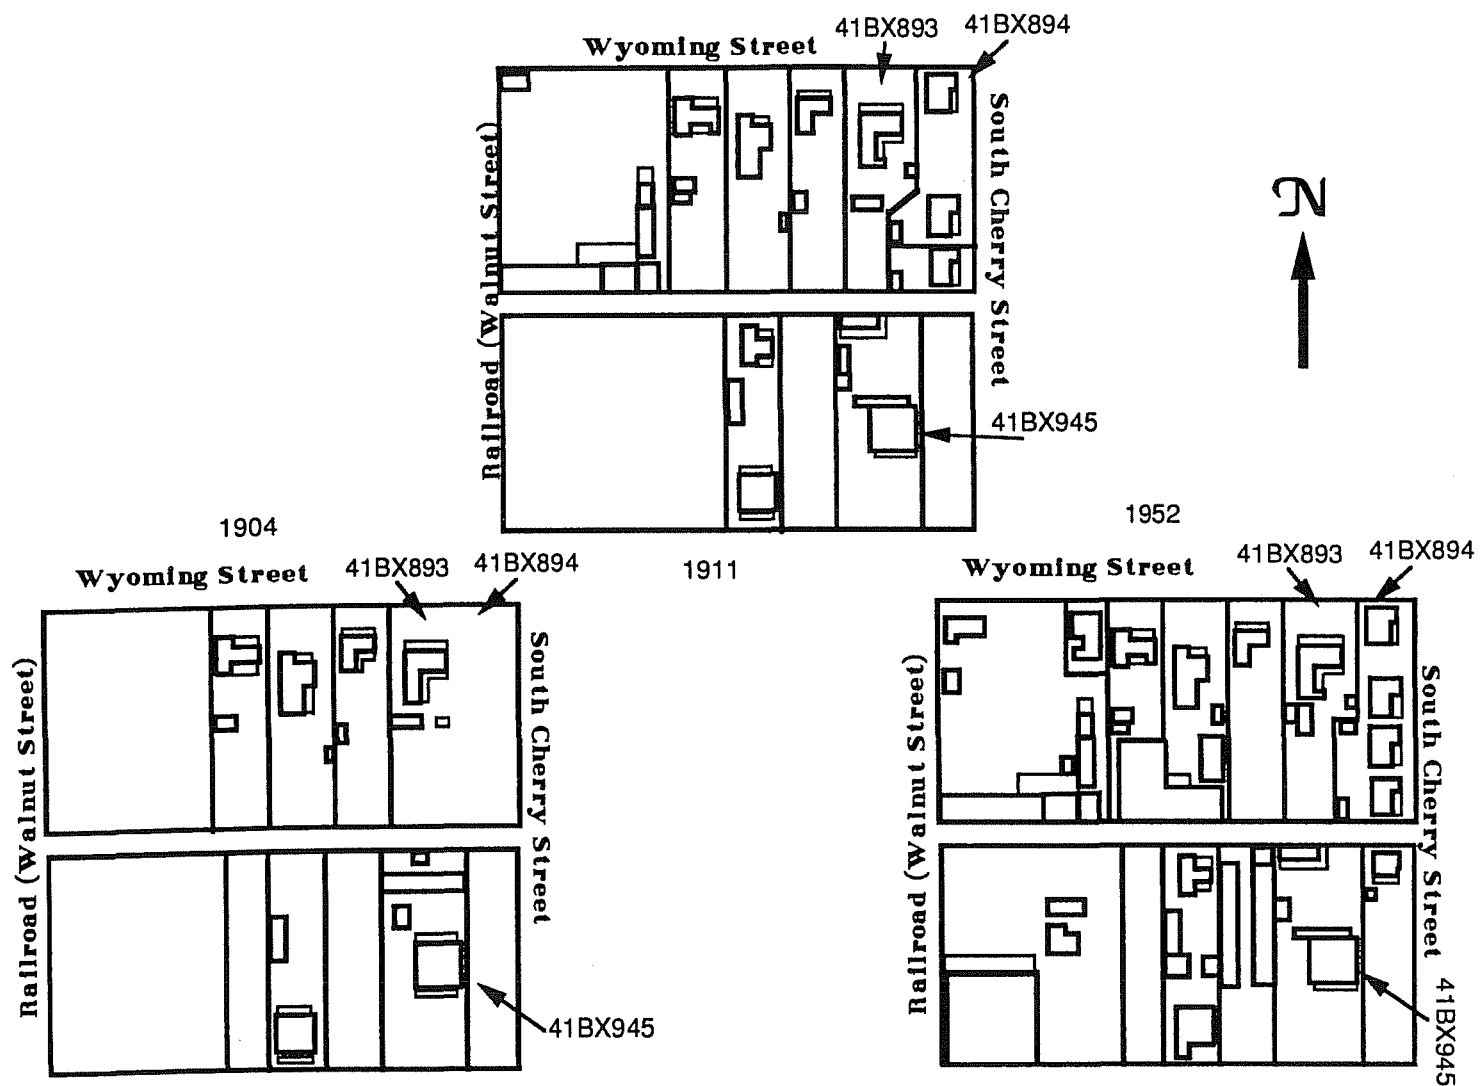 41BX893
41BX894
Wyoming Street
Railroad (Walnut Street)
South Cherry Street
N
41BX945
1904
1952
1911
Wyoming Street
41BX893
41BX894
Railroad (Walnut Street)
South Cherry Street
41BX945
Wyoming Street
41BX893
41BX894
Railroad (Walnut Street)
South Cherry Street
41BX945